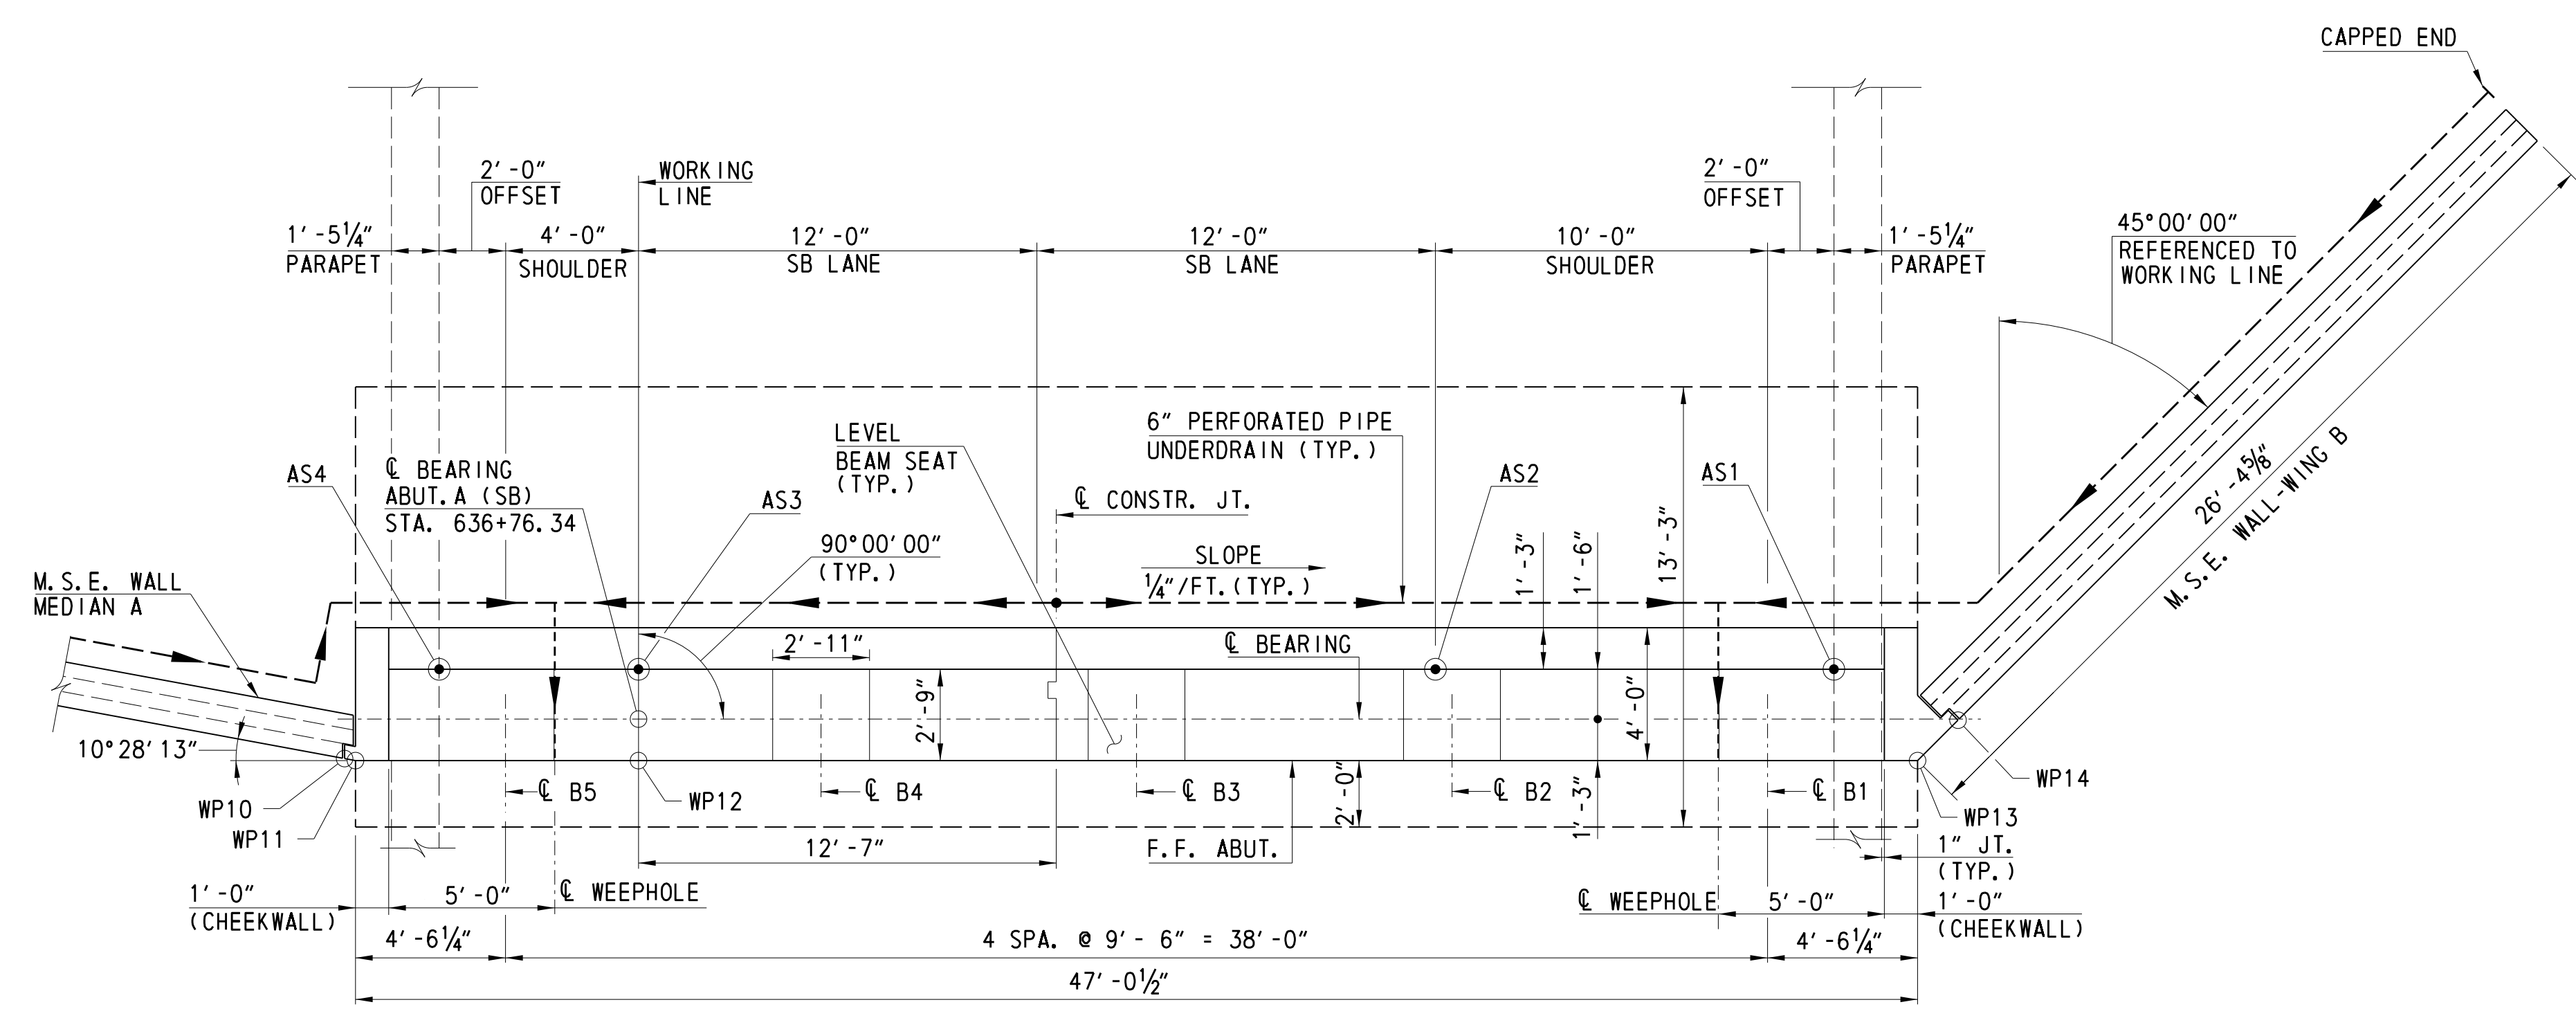 CAPPED END
2'-0"
OFFSET
WORKING
LINE
2'-0"
OFFSET
1'-5¼"
PARAPET
4'-0"
SHOULDER
12'-0"
SB LANE
12'-0"
SB LANE
10'-0"
SHOULDER
1'-5¼"
PARAPET
45°00'00"
REFERENCED TO
WORKING LINE
6" PERFORATED PIPE
UNDERDRAIN (TYP.)
LEVEL
BEAM SEAT
(TYP.)
AS4
℄ BEARING
ABUT. A (SB)
STA. 636+76.34
AS3
℄ CONSTR. JT.
AS2
AS1
26'-4⅝"
M.S.E. WALL-WING B
90°00'00"
(TYP.)
SLOPE
¼"/FT. (TYP.)
1'-3"
1'-6"
13'-3"
M.S.E. WALL
MEDIAN A
2'-11"
℄ BEARING
2'-9"
4'-0"
10°28'13"
WP10
WP11
℄ B5
WP12
℄ B4
℄ B3
℄ B2
℄ B1
2'-0"
1'-3"
WP14
WP13
12'-7"
F.F. ABUT.
1" JT.
(TYP.)
1'-0"
(CHEEKWALL)
5'-0"
℄ WEEPHOLE
℄ WEEPHOLE
5'-0"
1'-0"
(CHEEKWALL)
4'-6¼"
4 SPA. @ 9'-6" = 38'-0"
4'-6¼"
47'-0½"